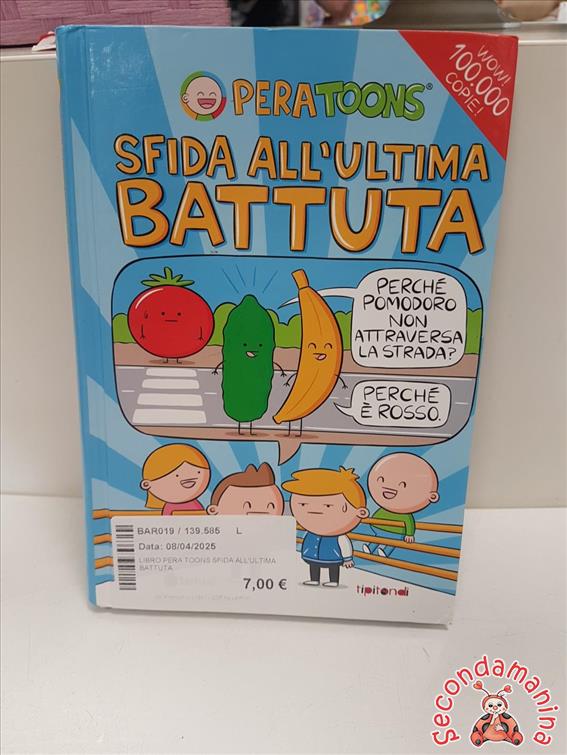 WOW!
100.000
COPIE!
PERATOONS®
SFIDA ALL'ULTIMA
BATTUTA
PERCHÉ
POMODORO
NON
ATTRAVERSA
LA STRADA?
PERCHÉ
È ROSSO.
BAR019 / 139.585 L
Data: 08/04/2025
LIBRO PERA TOONS SFIDA ALL'ULTIMA
BATTUTA
7,00 €
tipitondi
Secondamanina